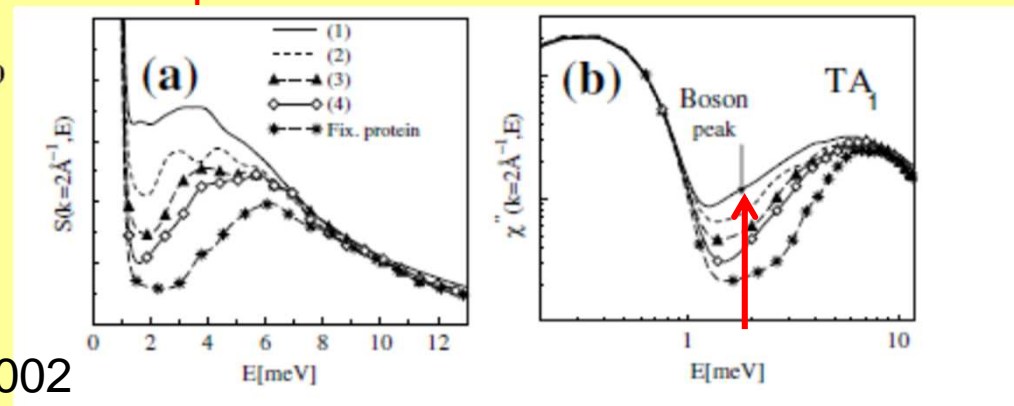 (a)
(1)
(2)
(3)
(4)
Fix. protein
S(k=2Å⁻¹,E)
0 2 4 6 8 10 12
E[meV]
(b)
Boson
peak
TA₁
χ"(k=2Å⁻¹,E)
1 10
E[meV]
002